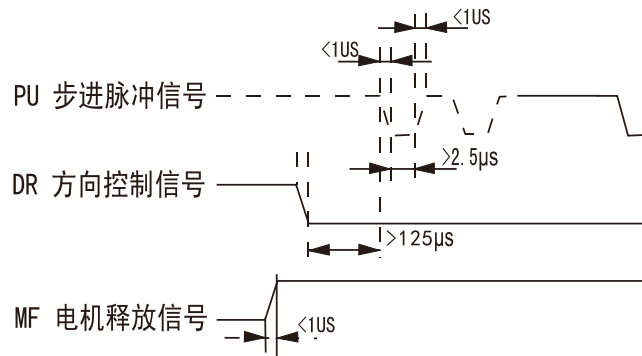 <1US
<1US
PU 步进脉冲信号
>2.5μs
DR 方向控制信号
>125μs
MF 电机释放信号
<1US